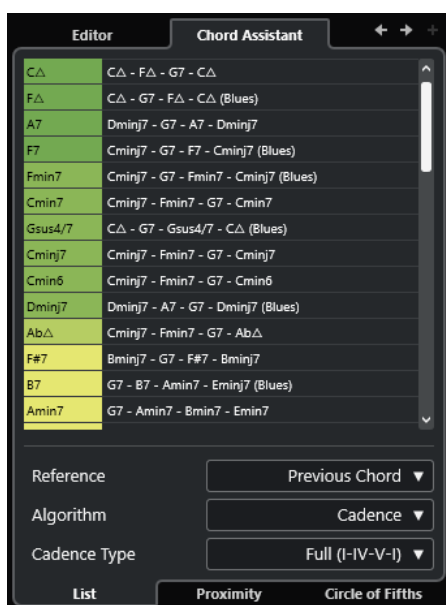 Editor Chord Assistant
C△ C△ - F△ - G7 - C△
F△ C△ - G7 - F△ - C△ (Blues)
A7 Dminj7 - G7 - A7 - Dminj7
F7 Cminj7 - G7 - F7 - Cminj7 (Blues)
Fmin7 Cminj7 - G7 - Fmin7 - Cminj7 (Blues)
Cmin7 Cminj7 - Fmin7 - G7 - Cmin7
Gsus4/7 C△ - G7 - Gsus4/7 - C△ (Blues)
Cminj7 Cminj7 - Fmin7 - G7 - Cminj7
Cmin6 Cminj7 - Fmin7 - G7 - Cmin6
Dminj7 Dminj7 - A7 - G7 - Dminj7 (Blues)
Ab△ Cminj7 - Fmin7 - G7 - Ab△
F#7 Bminj7 - G7 - F#7 - Bminj7
B7 G7 - B7 - Amin7 - Eminj7 (Blues)
Amin7 G7 - Amin7 - Bmin7 - Emin7
Reference Previous Chord
Algorithm Cadence
Cadence Type Full (I-IV-V-I)
List Proximity Circle of Fifths